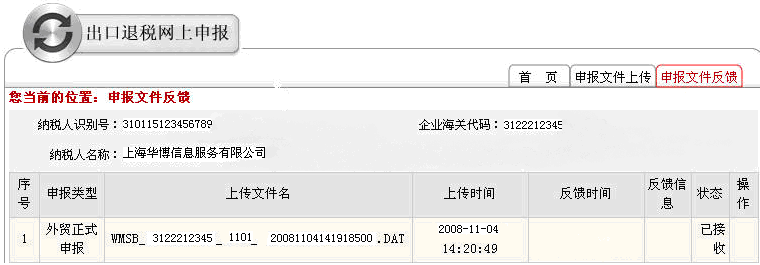 出口退税网上申报
首 页 申报文件上传 申报文件反馈
您当前的位置：申报文件反馈
纳税人识别号：310115123456789 企业海关代码：3122212345
纳税人名称：上海华博信息服务有限公司
序号 申报类型 上传文件名 上传时间 反馈时间 反馈信息 状态 操作
1 外贸正式申报 WMSB_ 3122212345 _ 1101_ 20081104141918500 .DAT 2008-11-04 14:20:49 已接收